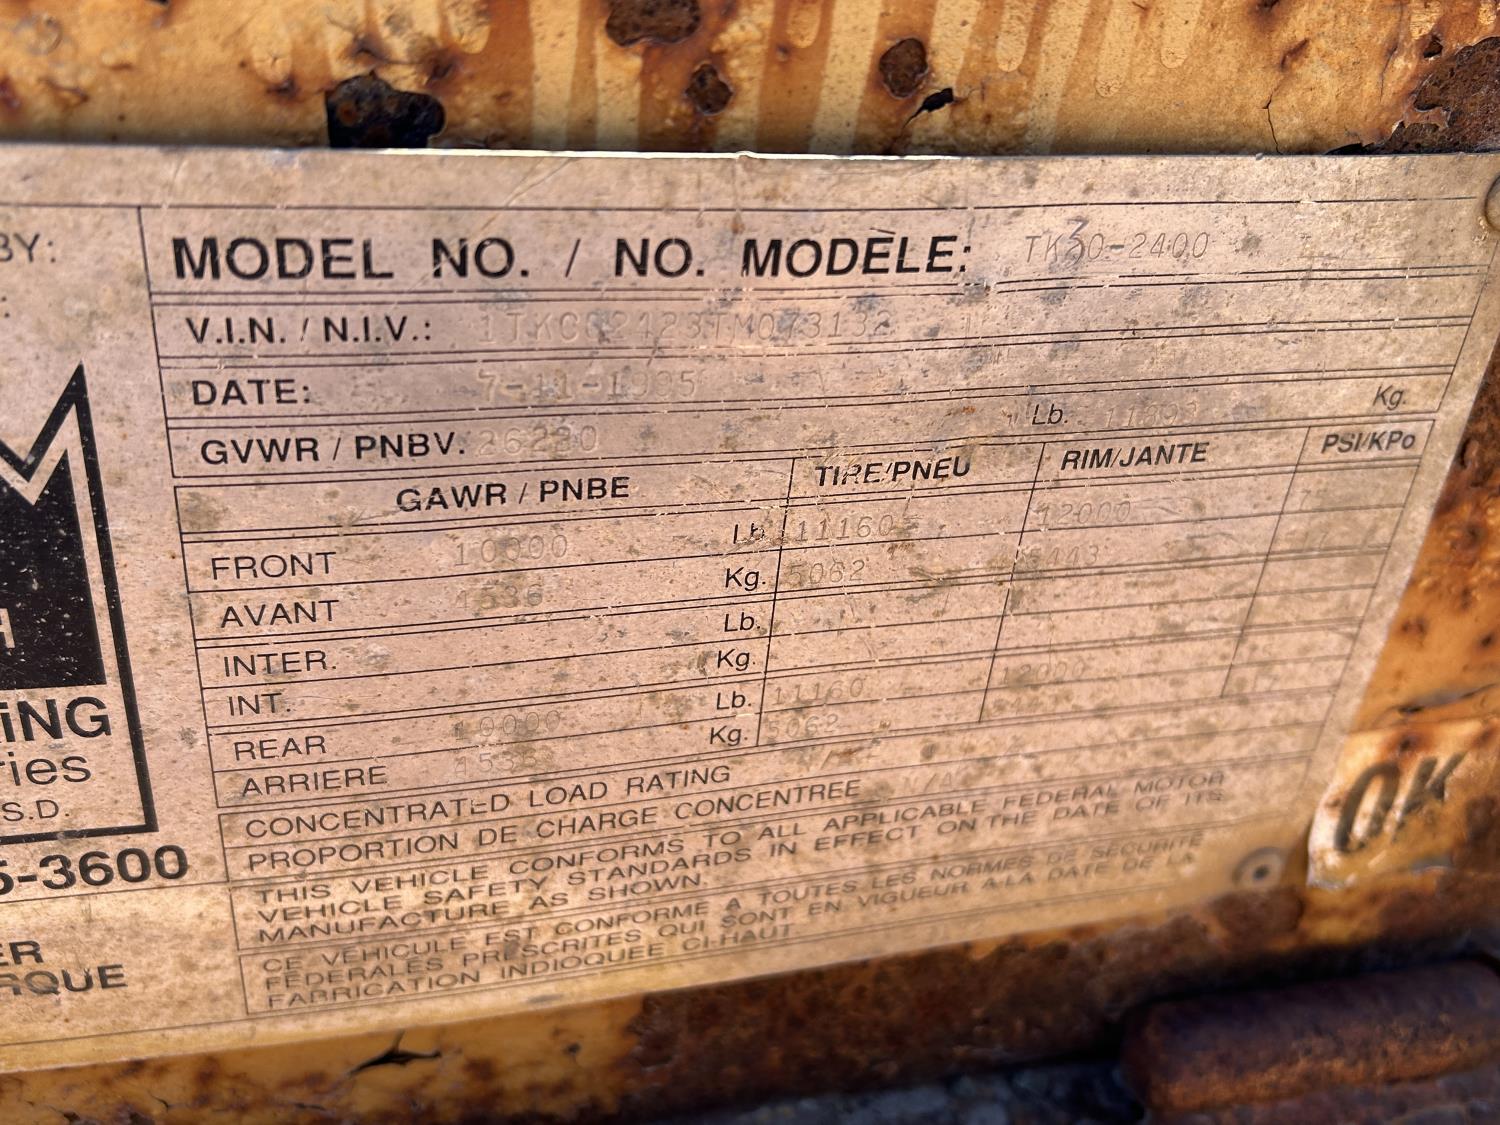 BY:
MODEL NO. / NO. MODÈLE: TK30-2400
V.I.N. / N.I.V.:
DATE: 7-11-1995
GVWR / PNBV. Lb. Kg.
GAWR / PNBE TIRE/PNEU RIM/JANTE PSI/KPo
FRONT 10000 Lb 11160 12000
AVANT 4536 Kg. 5062 5443
INTER. Lb.
INT. Kg.
REAR 10000 Lb. 11160 12000
ARRIERE Kg. 5062
CONCENTRATED LOAD RATING
PROPORTION DE CHARGE CONCENTREE
THIS VEHICLE CONFORMS TO ALL APPLICABLE FEDERAL MOTOR
VEHICLE SAFETY STANDARDS IN EFFECT ON THE DATE OF ITS
MANUFACTURE AS SHOWN.
CE VEHICULE EST CONFORME A TOUTES LES NORMES DE SECURITE
FEDERALES PRESCRITES QUI SONT EN VIGUEUR A-LA DATE DE LA
FABRICATION INDIOQUEE CI-HAUT
M
H
iNG
ries
S.D.
5-3600
ER
RQUE
OK